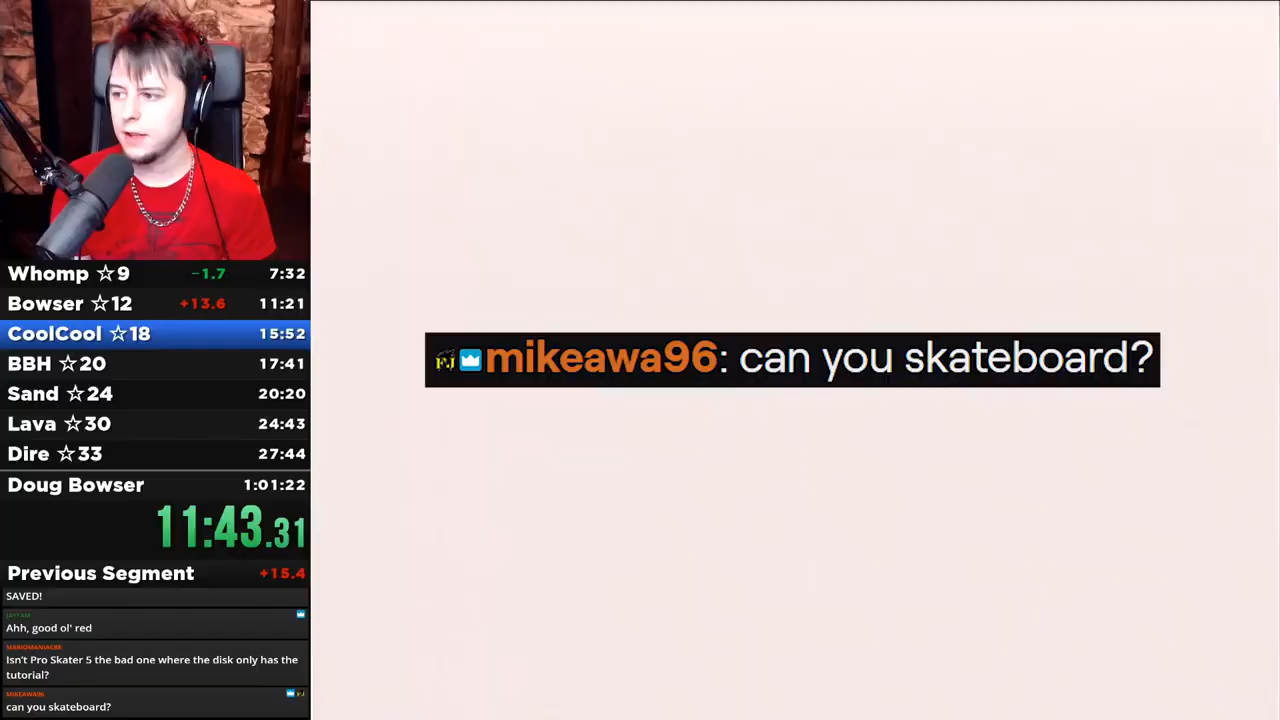 Whomp ☆9 −1.7 7:32
Bowser ☆12 +13.6 11:21
CoolCool ☆18 15:52
BBH ☆20 17:41
Sand ☆24 20:20
Lava ☆30 24:43
Dire ☆33 27:44
Doug Bowser 1:01:22
11:43.31
Previous Segment +15.4
SAVED!
Ahh, good ol' red
MARIOMANIAC88
Isn't Pro Skater 5 the bad one where the disk only has the
tutorial?
MIKEAWA96
can you skateboard?
mikeawa96: can you skateboard?